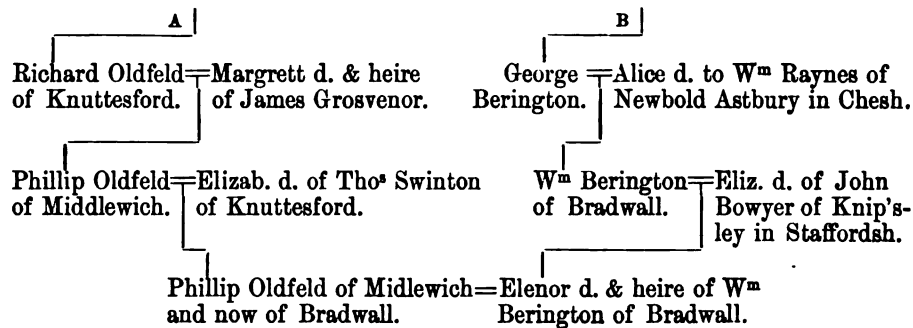 A
B
Richard Oldfeld=Margrett d. & heire
of Knuttesford. of James Grosvenor.
George =Alice d. to Wᵐ Raynes of
Berington. Newbold Astbury in Chesh.
Phillip Oldfeld=Elizab. d. of Thoˢ Swinton
of Middlewich. of Knuttesford.
Wᵐ Berington=Eliz. d. of John
of Bradwall. Bowyer of Knip's-
ley in Staffordsh.
Phillip Oldfeld of Midlewich=Elenor d. & heire of Wᵐ
and now of Bradwall. Berington of Bradwall.